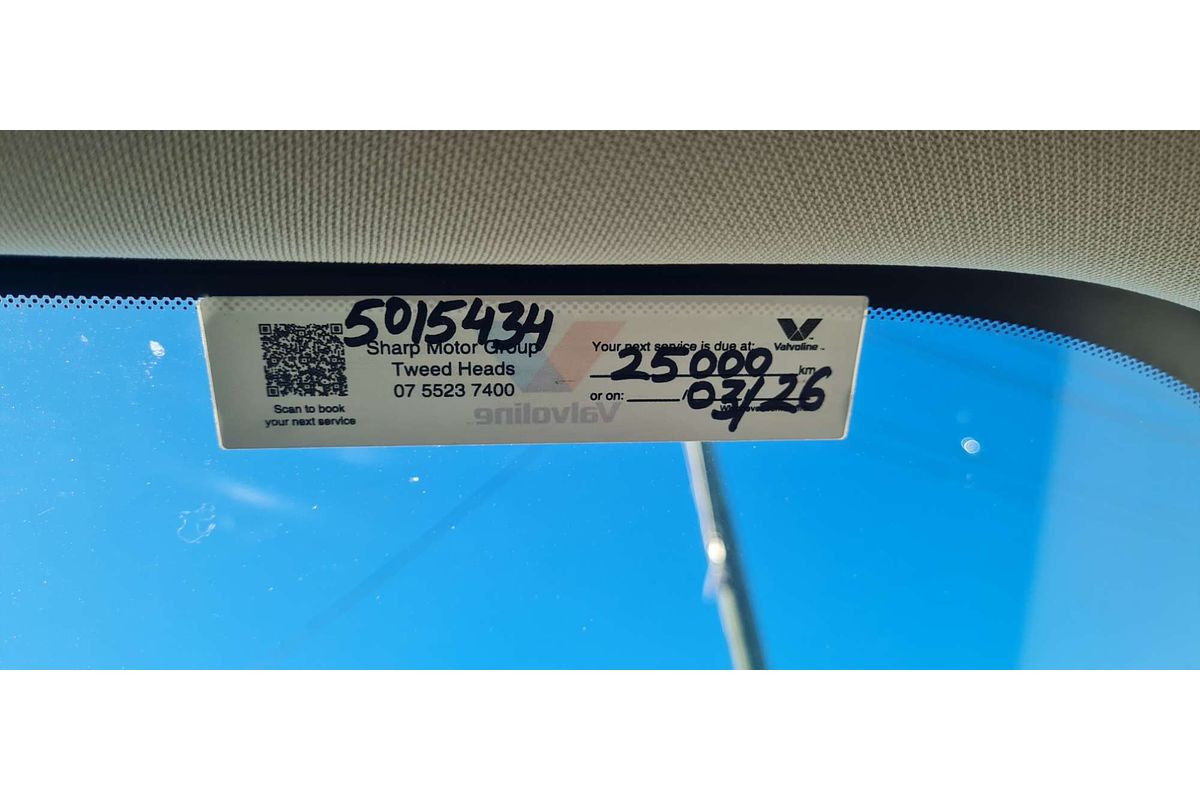 5015434
Sharp Motor Group
Tweed Heads
07 5523 7400
Scan to book
your next service
Your next service is due at:
25000 km
or on: / 03/26
Valvoline™
Valvoline